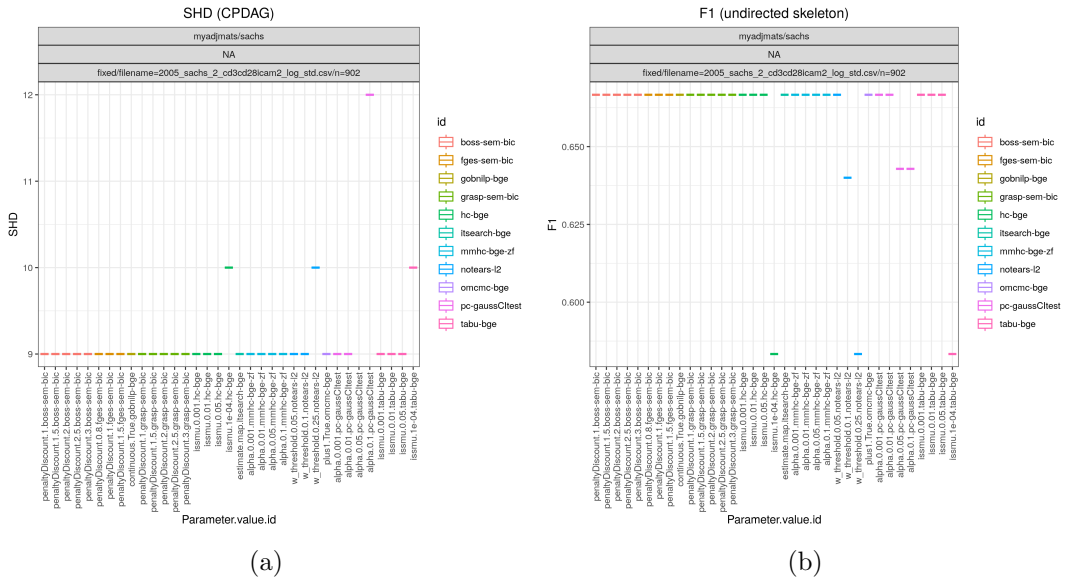 SHD (CPDAG)
myadjmats/sachs
NA
fixed/filename=2005_sachs_2_cd3cd28icam2_log_std.csv/n=902
SHD
12
11
10
9
penaltyDiscount.1.boss-sem-bic
penaltyDiscount.1.5.boss-sem-bic
penaltyDiscount.2.boss-sem-bic
penaltyDiscount.2.5.boss-sem-bic
penaltyDiscount.3.boss-sem-bic
penaltyDiscount.0.8.fges-sem-bic
penaltyDiscount.1.fges-sem-bic
penaltyDiscount.1.5.fges-sem-bic
continuous.True.gobnilp-bge
penaltyDiscount.1.grasp-sem-bic
penaltyDiscount.1.5.grasp-sem-bic
penaltyDiscount.2.grasp-sem-bic
penaltyDiscount.2.5.grasp-sem-bic
penaltyDiscount.3.grasp-sem-bic
issmu.0.001.hc-bge
issmu.0.01.hc-bge
issmu.0.05.hc-bge
issmu.1e-04.hc-bge
estimate.map.itsearch-bge
alpha.0.001.mmhc-bge-zf
alpha.0.01.mmhc-bge-zf
alpha.0.05.mmhc-bge-zf
alpha.0.1.mmhc-bge-zf
w_threshold.0.05.notears-l2
w_threshold.0.1.notears-l2
w_threshold.0.25.notears-l2
plus1.True.omcmc-bge
alpha.0.001.pc-gaussCItest
alpha.0.01.pc-gaussCItest
alpha.0.05.pc-gaussCItest
alpha.0.1.pc-gaussCItest
issmu.0.001.tabu-bge
issmu.0.01.tabu-bge
issmu.0.05.tabu-bge
issmu.1e-04.tabu-bge
Parameter.value.id
id
boss-sem-bic
fges-sem-bic
gobnilp-bge
grasp-sem-bic
hc-bge
itsearch-bge
mmhc-bge-zf
notears-l2
omcmc-bge
pc-gaussCItest
tabu-bge
(a)
F1 (undirected skeleton)
myadjmats/sachs
NA
fixed/filename=2005_sachs_2_cd3cd28icam2_log_std.csv/n=902
F1
0.650
0.625
0.600
penaltyDiscount.1.boss-sem-bic
penaltyDiscount.1.5.boss-sem-bic
penaltyDiscount.2.boss-sem-bic
penaltyDiscount.2.5.boss-sem-bic
penaltyDiscount.3.boss-sem-bic
penaltyDiscount.0.8.fges-sem-bic
penaltyDiscount.1.fges-sem-bic
penaltyDiscount.1.5.fges-sem-bic
continuous.True.gobnilp-bge
penaltyDiscount.1.grasp-sem-bic
penaltyDiscount.1.5.grasp-sem-bic
penaltyDiscount.2.grasp-sem-bic
penaltyDiscount.2.5.grasp-sem-bic
penaltyDiscount.3.grasp-sem-bic
issmu.0.001.hc-bge
issmu.0.01.hc-bge
issmu.0.05.hc-bge
issmu.1e-04.hc-bge
estimate.map.itsearch-bge
alpha.0.001.mmhc-bge-zf
alpha.0.01.mmhc-bge-zf
alpha.0.05.mmhc-bge-zf
alpha.0.1.mmhc-bge-zf
w_threshold.0.05.notears-l2
w_threshold.0.1.notears-l2
w_threshold.0.25.notears-l2
plus1.True.omcmc-bge
alpha.0.001.pc-gaussCItest
alpha.0.01.pc-gaussCItest
alpha.0.05.pc-gaussCItest
alpha.0.1.pc-gaussCItest
issmu.0.001.tabu-bge
issmu.0.01.tabu-bge
issmu.0.05.tabu-bge
issmu.1e-04.tabu-bge
Parameter.value.id
id
boss-sem-bic
fges-sem-bic
gobnilp-bge
grasp-sem-bic
hc-bge
itsearch-bge
mmhc-bge-zf
notears-l2
omcmc-bge
pc-gaussCItest
tabu-bge
(b)